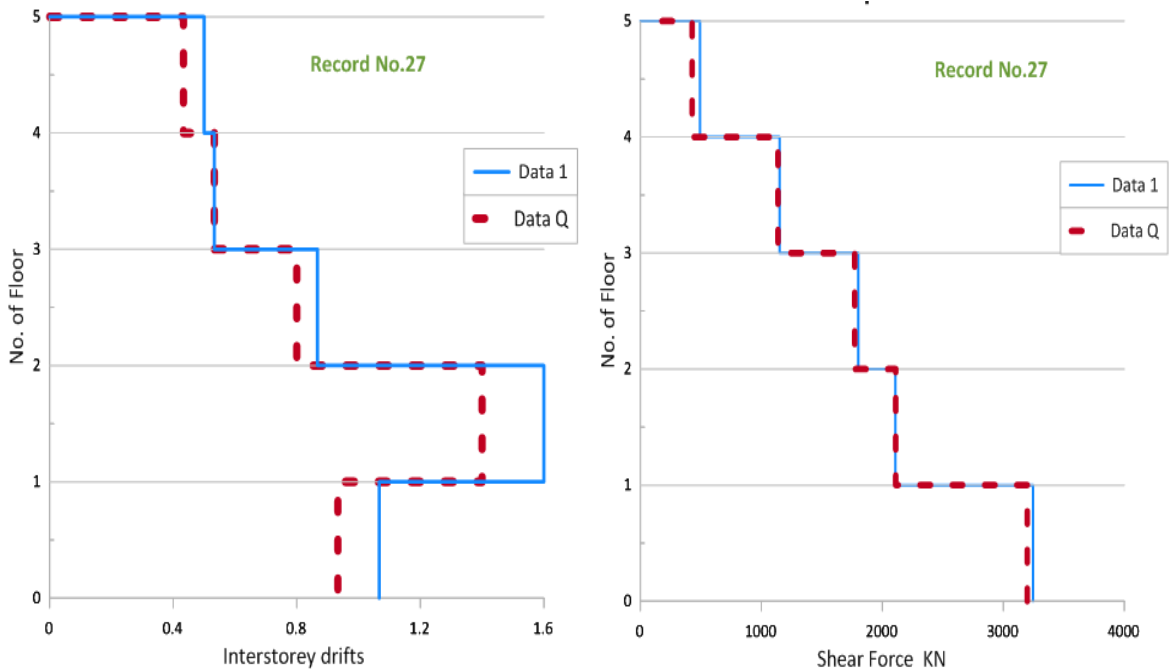 5
4
3
2
1
0
No. of Floor
Record No.27
Data 1
Data Q
0
0.4
0.8
1.2
1.6
Interstorey drifts
5
4
3
2
1
0
No. of Floor
Record No.27
Data 1
Data Q
0
1000
2000
3000
4000
Shear Force KN